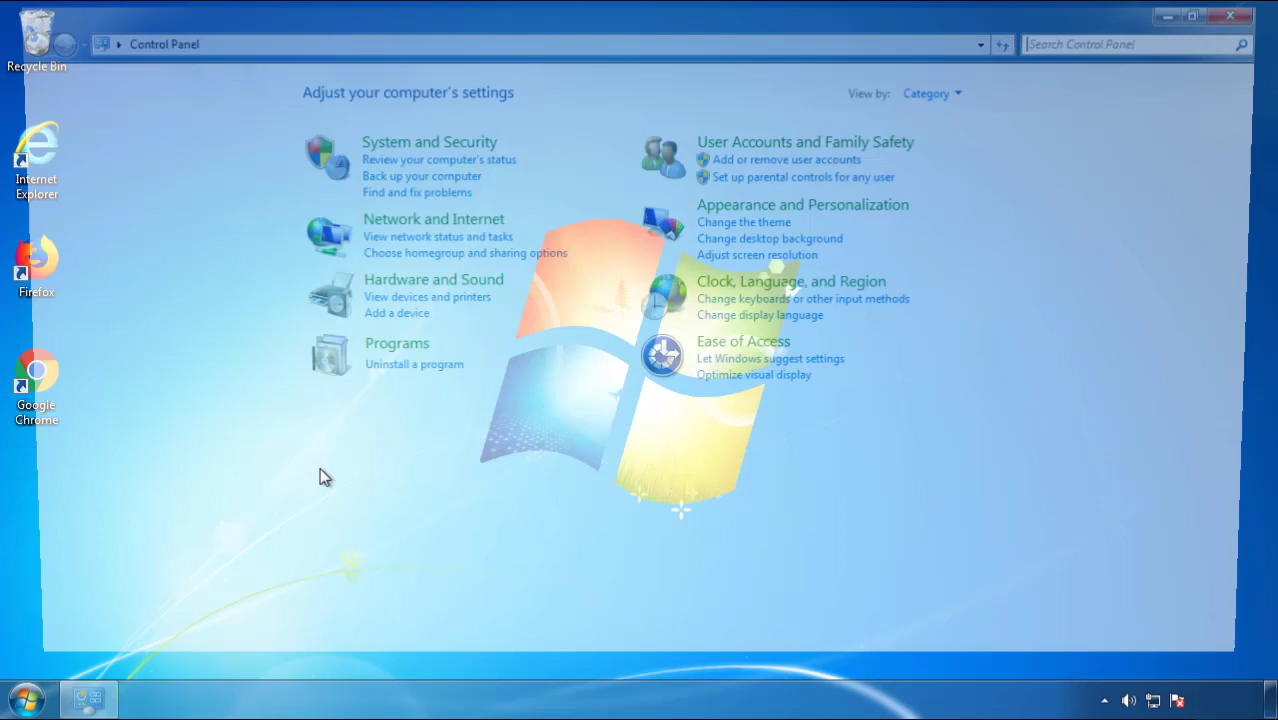 Recycle Bin
Internet Explorer
Firefox
Google Chrome
Control Panel
Search Control Panel
Adjust your computer's settings
View by: Category
System and Security
Review your computer's status
Back up your computer
Find and fix problems
Network and Internet
View network status and tasks
Choose homegroup and sharing options
Hardware and Sound
View devices and printers
Add a device
Programs
Uninstall a program
User Accounts and Family Safety
Add or remove user accounts
Set up parental controls for any user
Appearance and Personalization
Change the theme
Change desktop background
Adjust screen resolution
Clock, Language, and Region
Change keyboards or other input methods
Change display language
Ease of Access
Let Windows suggest settings
Optimize visual display